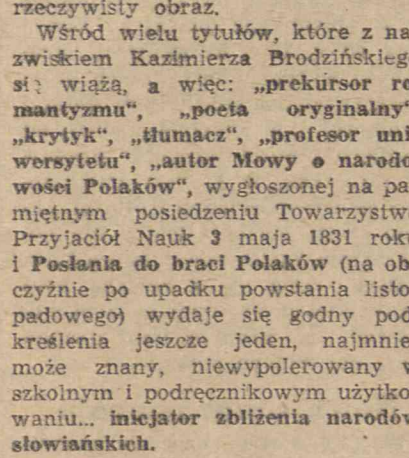 rzeczywisty obraz.
Wśród wielu tytułów, które z na
zwiskiem Kazimierza Brodzińskieg
się wiążą, a więc: „prekursor ro
mantyzmu“, „poeta oryginalny“
„krytyk“, „tłumacz“, „profesor uni
wersytetu“, „autor Mowy o narodo
wości Polaków“, wygłoszonej na pa
miętnym posiedzeniu Towarzystw
Przyjaciół Nauk 3 maja 1831 roku
i Posłania do braci Polaków (na ob
czyźnie po upadku powstania listo
padowego) wydaje się godny pod
kreślenia jeszcze jeden, najmnie
może znany, niewypolerowany w
szkolnym i podręcznikowym użytko
waniu... inicjator zbliżenia narodów
słowiańskich.